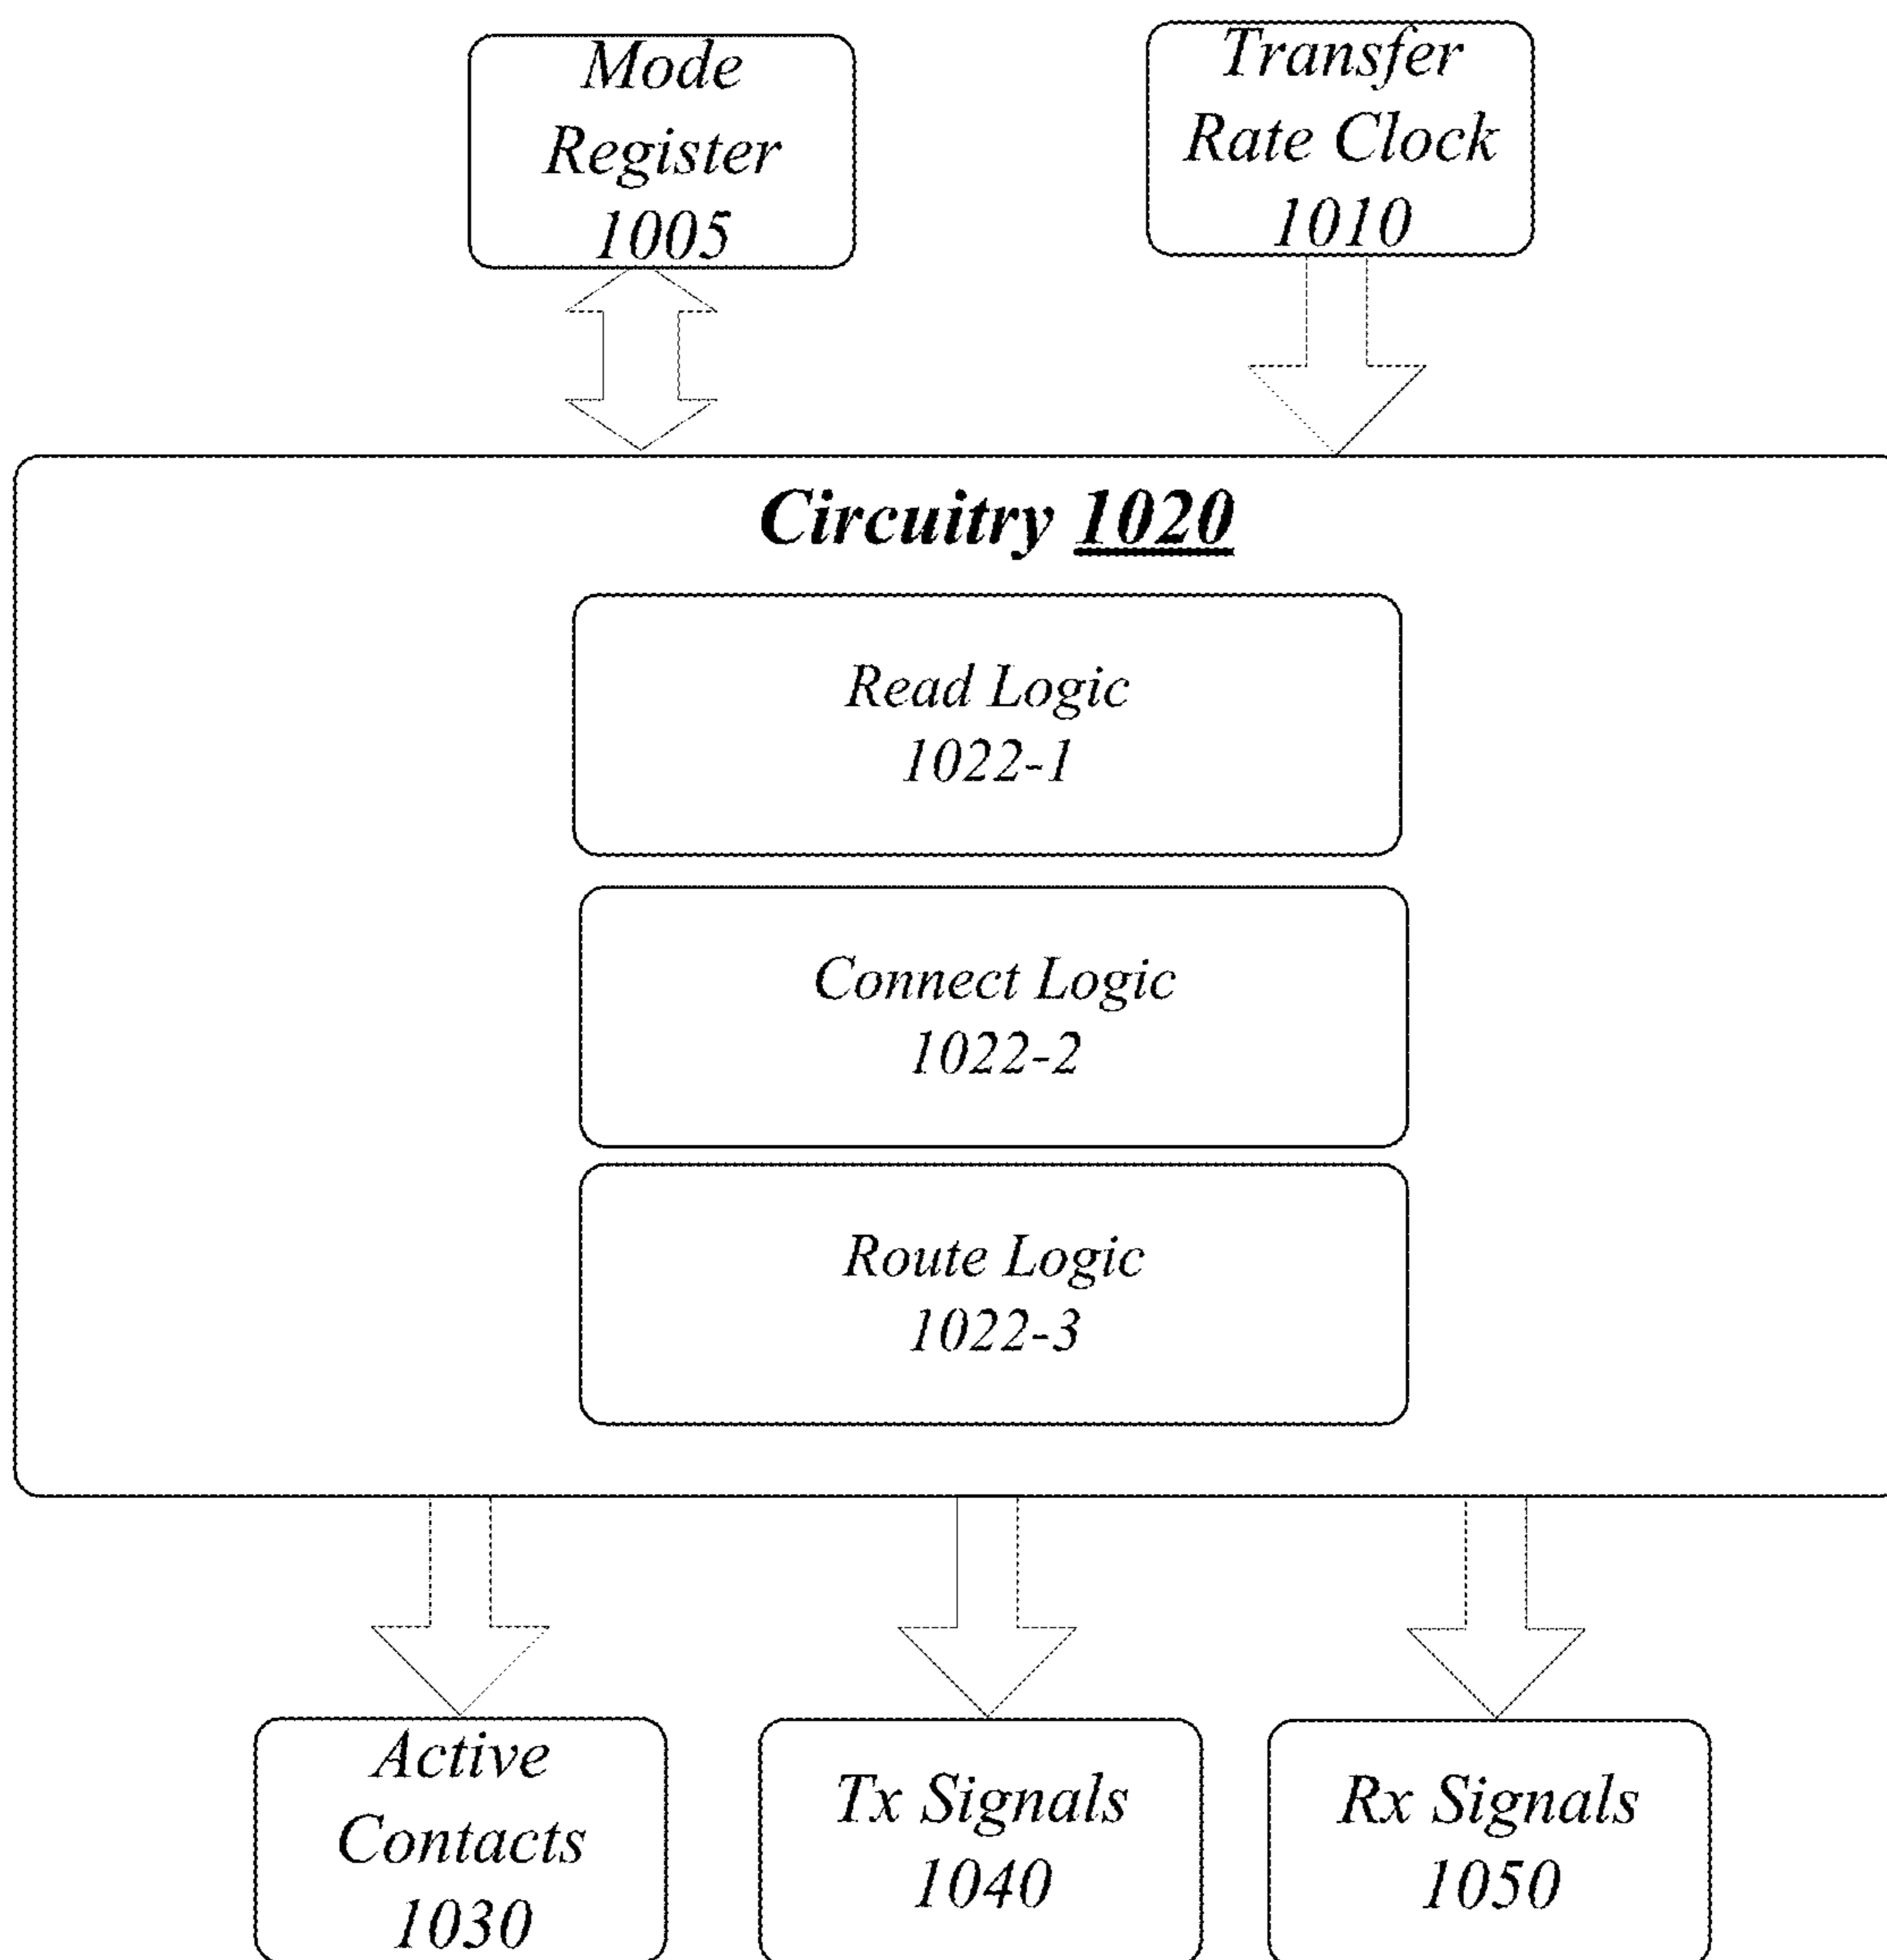 Mode
Register
1005
Transfer
Rate Clock
1010
Circuitry 1020
Read Logic
1022-1
Connect Logic
1022-2
Route Logic
1022-3
Active
Contacts
1030
Tx Signals
1040
Rx Signals
1050